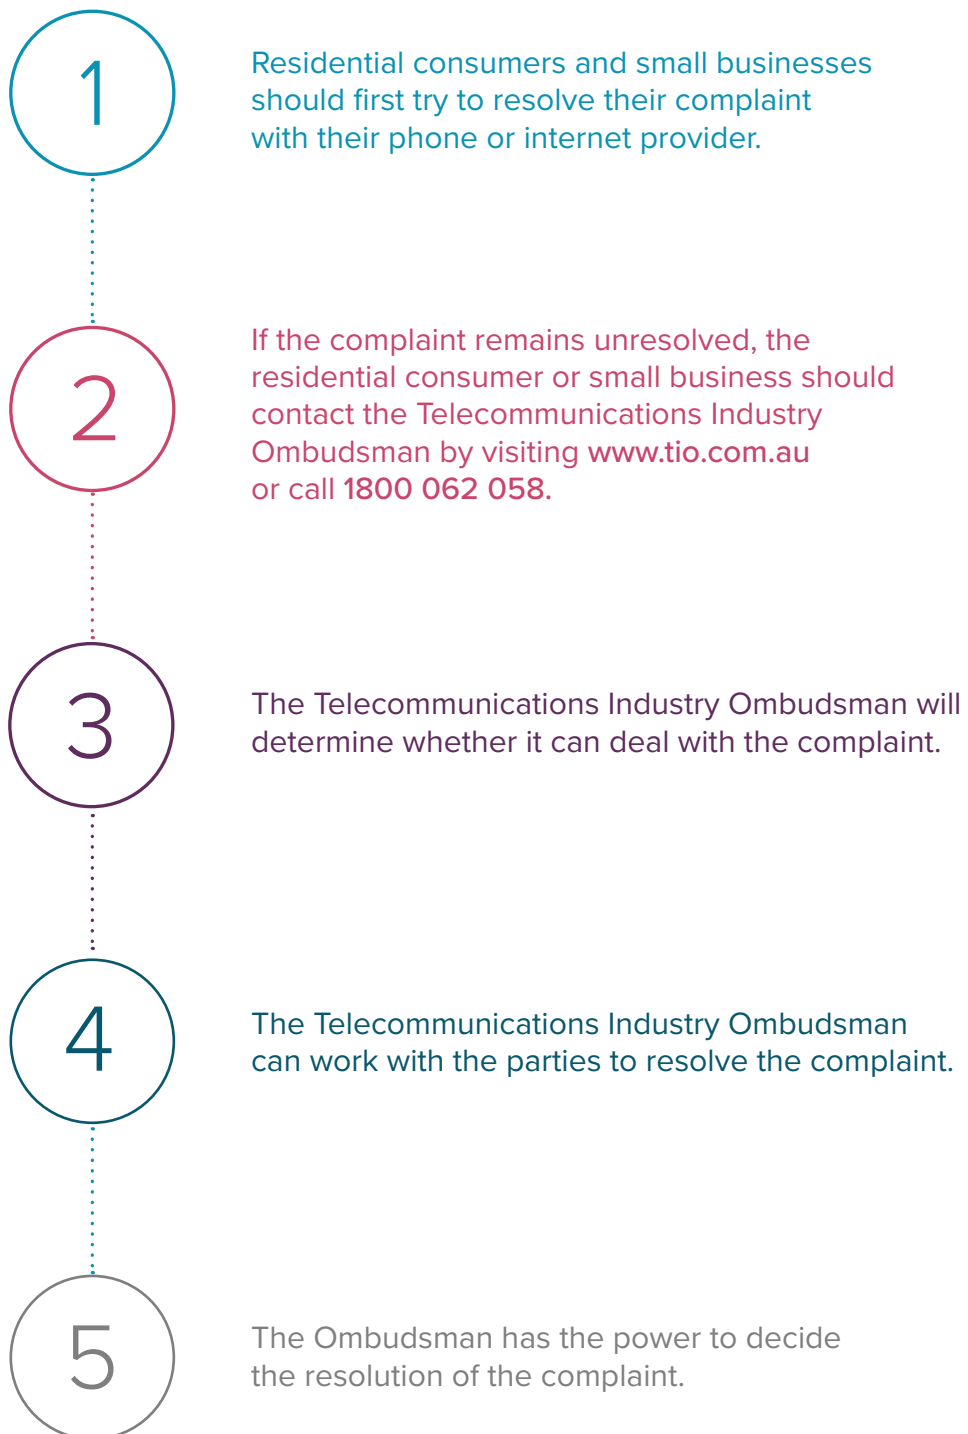 1
Residential consumers and small businesses
should first try to resolve their complaint
with their phone or internet provider.
2
If the complaint remains unresolved, the
residential consumer or small business should
contact the Telecommunications Industry
Ombudsman by visiting www.tio.com.au
or call 1800 062 058.
3
The Telecommunications Industry Ombudsman will
determine whether it can deal with the complaint.
4
The Telecommunications Industry Ombudsman
can work with the parties to resolve the complaint.
5
The Ombudsman has the power to decide
the resolution of the complaint.